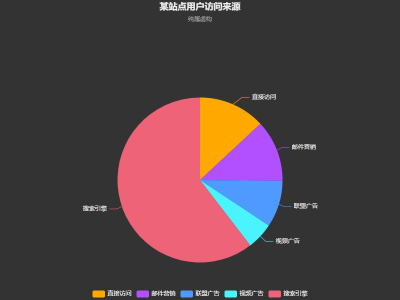 某站点用户访问来源
纯属虚构
直接访问
邮件营销
联盟广告
视频广告
搜索引擎
直接访问 邮件营销 联盟广告 视频广告 搜索引擎